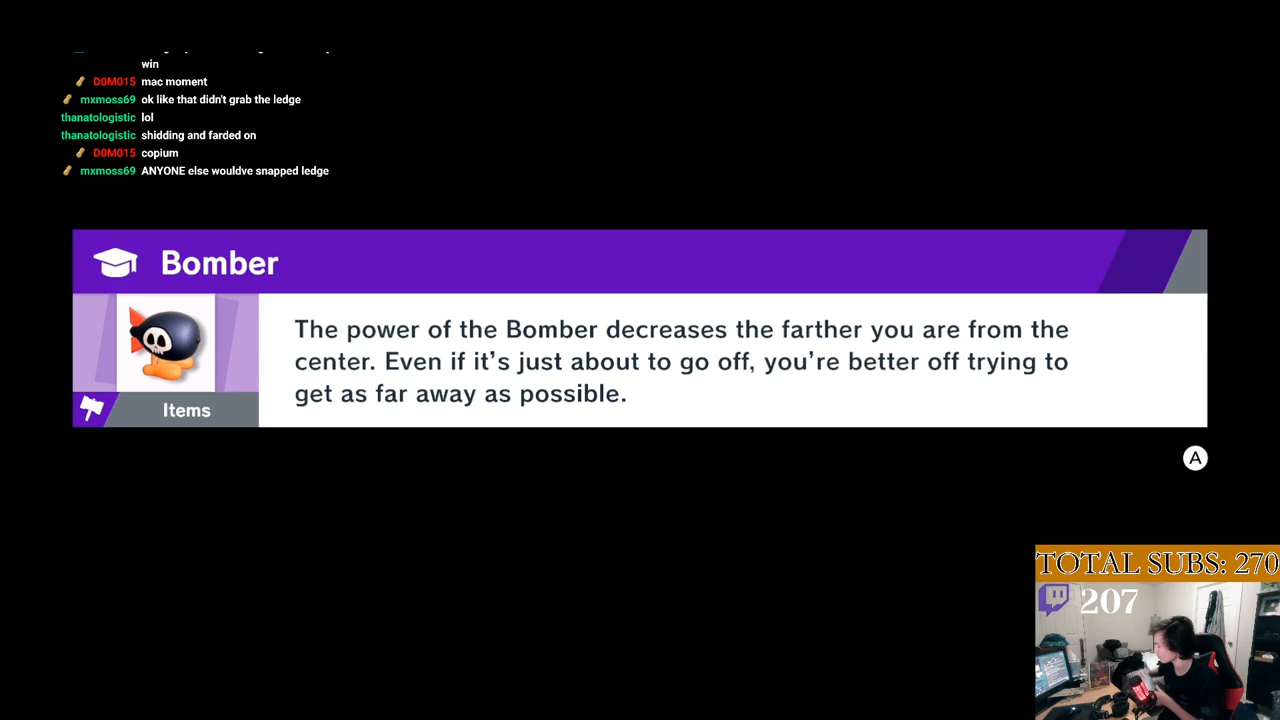 win
D0M015 mac moment
mxmoss69 ok like that didn't grab the ledge
thanatologistic lol
thanatologistic shidding and farded on
D0M015 copium
mxmoss69 ANYONE else wouldve snapped ledge
Bomber
The power of the Bomber decreases the farther you are from the
center. Even if it's just about to go off, you're better off trying to
get as far away as possible.
Items
A
TOTAL SUBS: 270
207